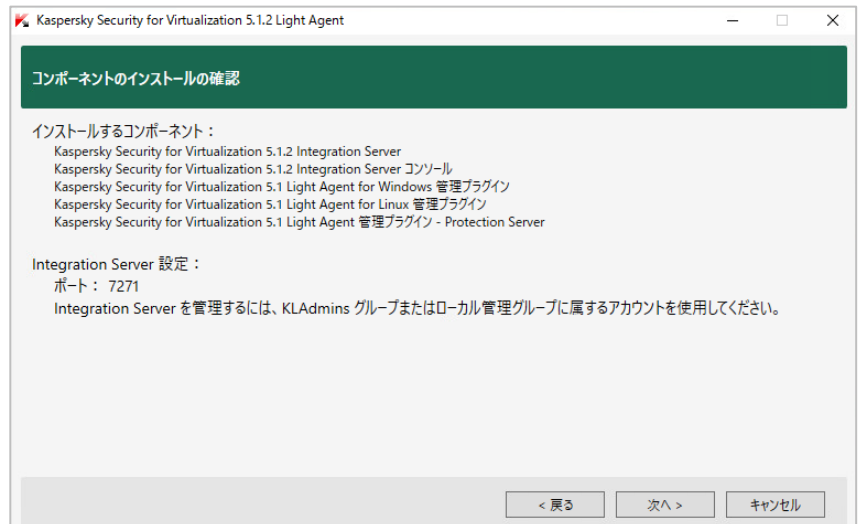 Kaspersky Security for Virtualization 5.1.2 Light Agent
コンポーネントのインストールの確認
インストールするコンポーネント：
Kaspersky Security for Virtualization 5.1.2 Integration Server
Kaspersky Security for Virtualization 5.1.2 Integration Server コンソール
Kaspersky Security for Virtualization 5.1 Light Agent for Windows 管理プラグイン
Kaspersky Security for Virtualization 5.1 Light Agent for Linux 管理プラグイン
Kaspersky Security for Virtualization 5.1 Light Agent 管理プラグイン - Protection Server
Integration Server 設定：
ポート： 7271
Integration Server を管理するには、KLAdmins グループまたはローカル管理グループに属するアカウントを使用してください。
< 戻る 次へ > キャンセル